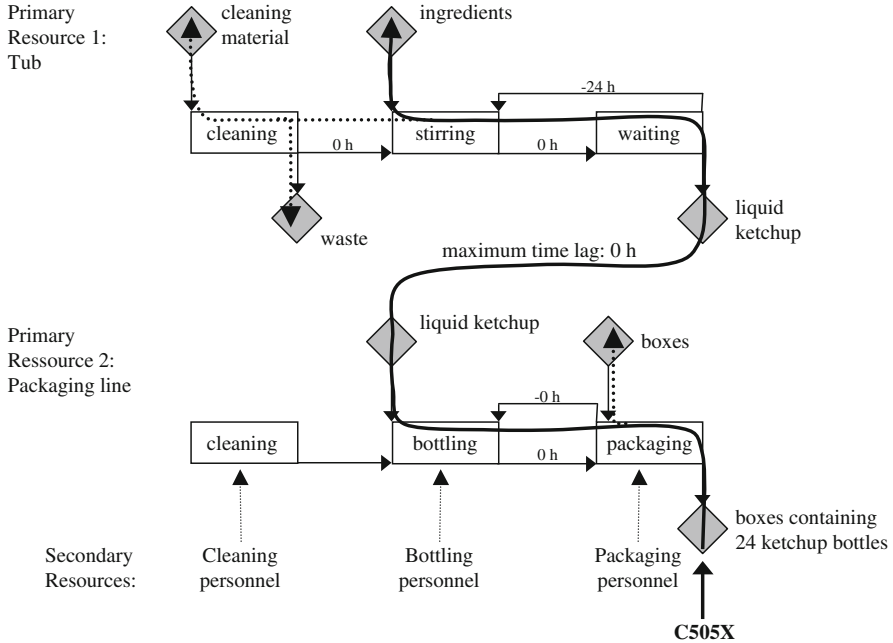 Primary
Resource 1:
Tub
cleaning
material
ingredients
-24 h
cleaning
stirring
waiting
0 h
0 h
waste
liquid
ketchup
maximum time lag: 0 h
Primary
Ressource 2:
Packaging line
liquid ketchup
boxes
-0 h
cleaning
bottling
packaging
0 h
boxes containing
24 ketchup bottles
Secondary
Resources:
Cleaning
personnel
Bottling
personnel
Packaging
personnel
C505X